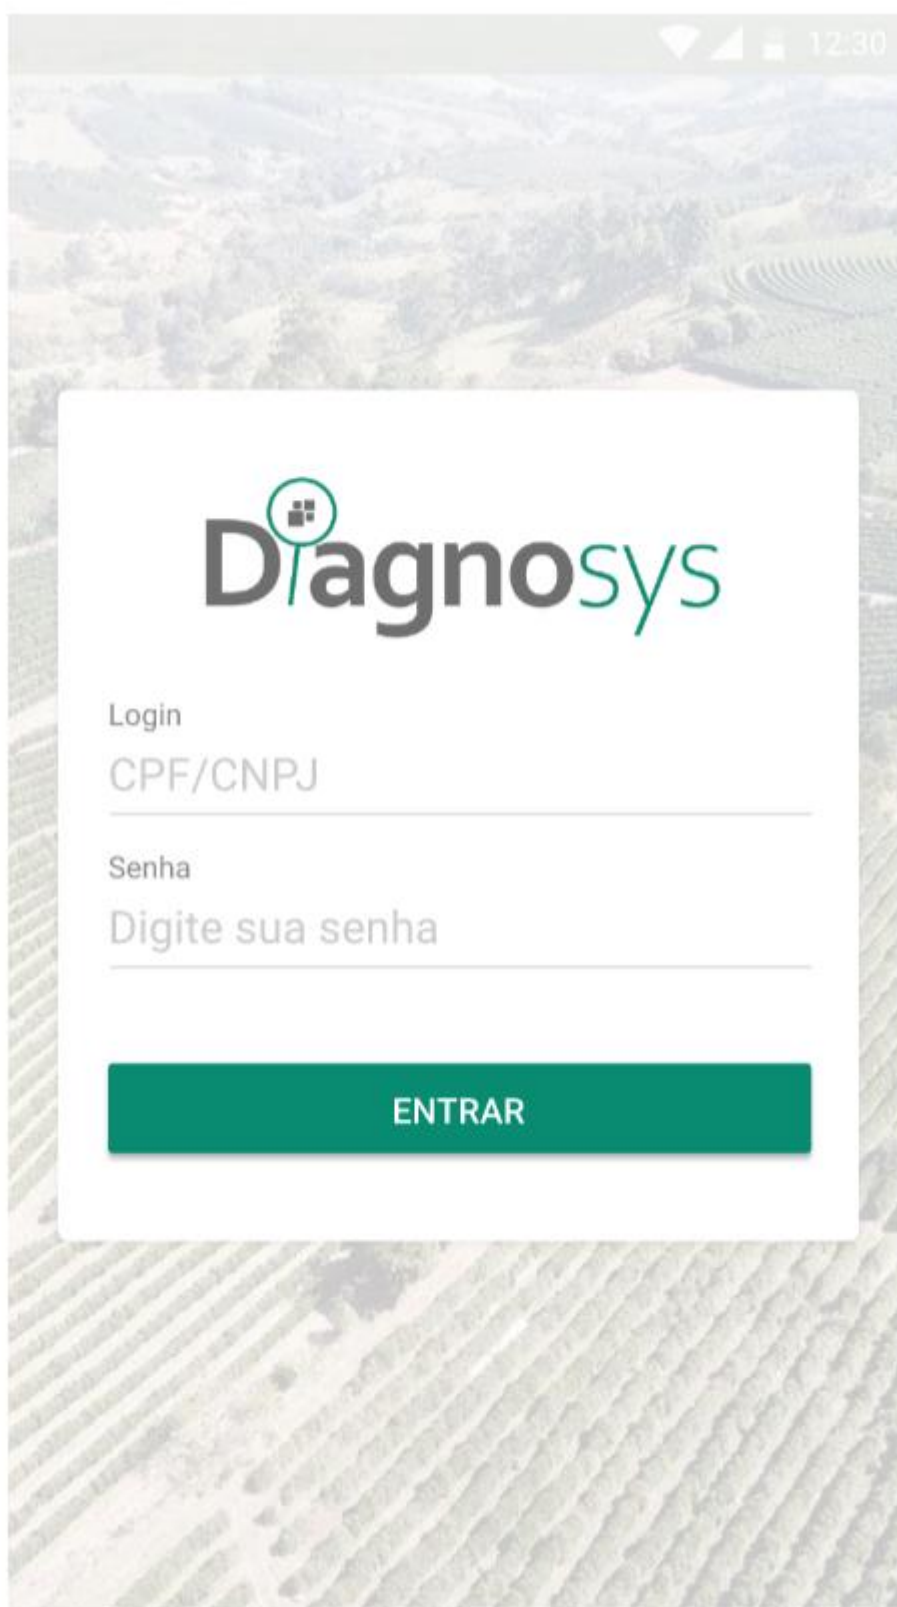 12:30
Diagnosys
Login
CPF/CNPJ
Senha
Digite sua senha
ENTRAR